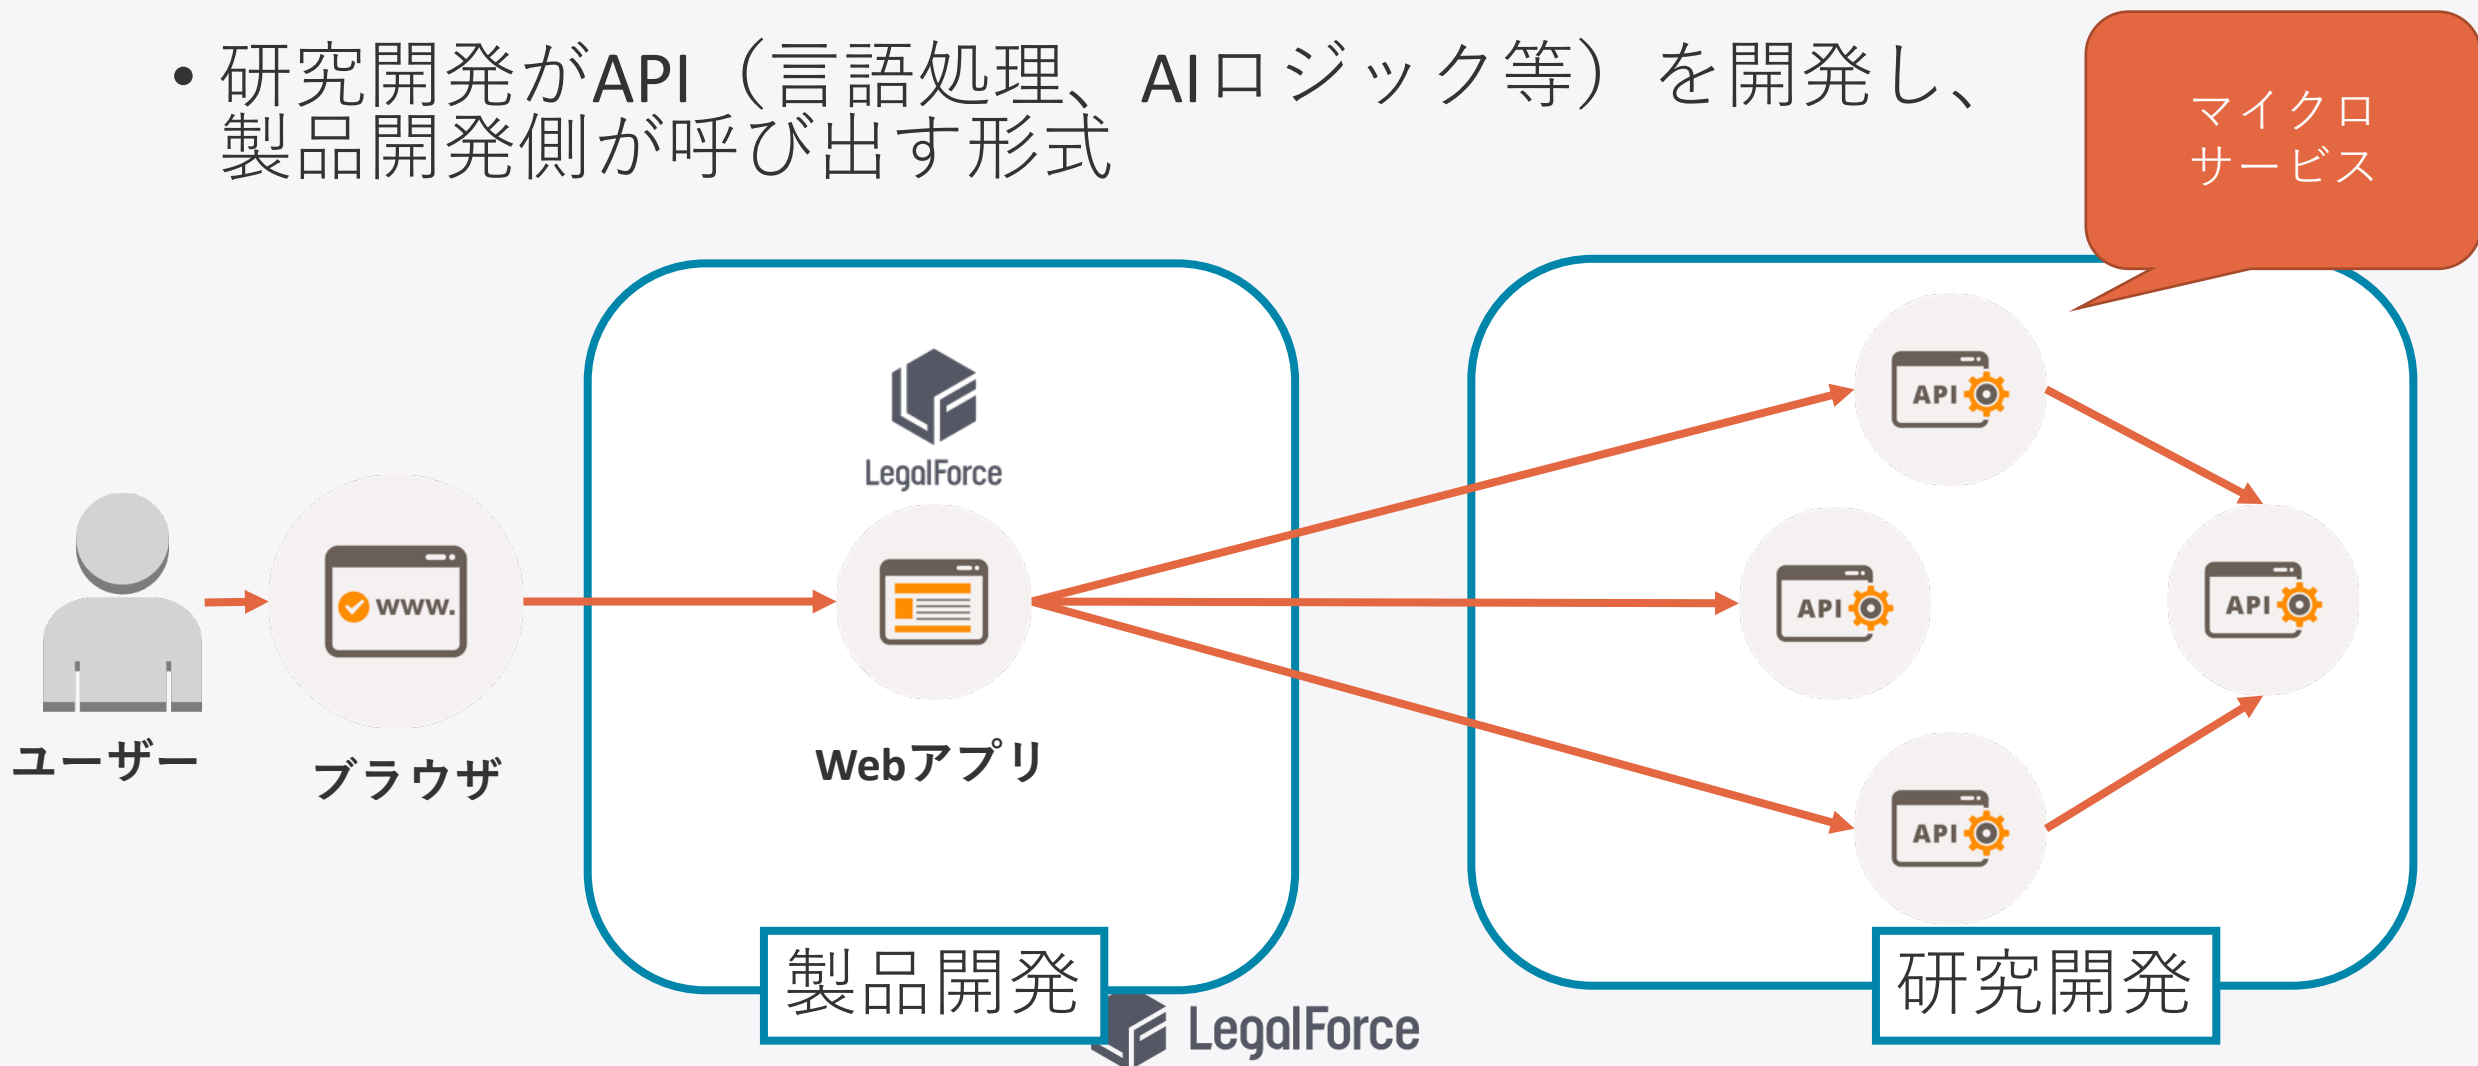 • 研究開発がAPI（言語処理、AIロジック等）を開発し、
製品開発側が呼び出す形式
マイクロ
サービス
LegalForce
API
www.
API
API
API
ユーザー
ブラウザ
Webアプリ
製品開発
研究開発
LegalForce